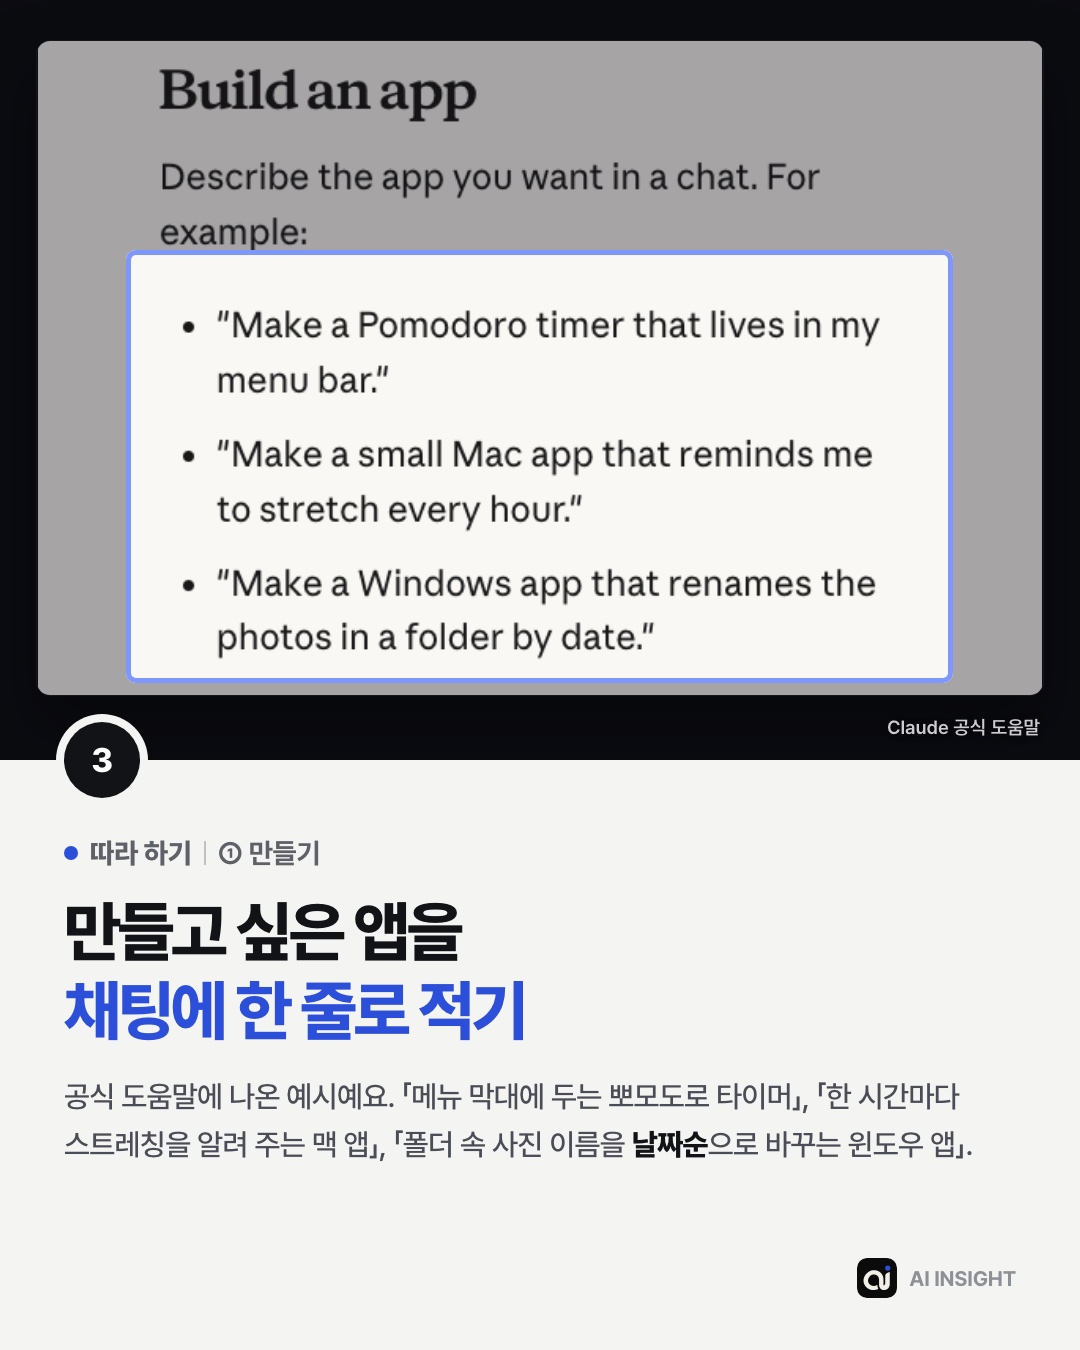 Build an app
Describe the app you want in a chat. For
example:
• "Make a Pomodoro timer that lives in my
menu bar."
• "Make a small Mac app that reminds me
to stretch every hour."
• "Make a Windows app that renames the
photos in a folder by date."
Claude 공식 도움말
3
따라 하기 | ① 만들기
만들고 싶은 앱을
채팅에 한 줄로 적기
공식 도움말에 나온 예시예요. 「메뉴 막대에 두는 뽀모도로 타이머」, 「한 시간마다
스트레칭을 알려 주는 맥 앱」, 「폴더 속 사진 이름을 날짜순으로 바꾸는 윈도우 앱」.
ai AI INSIGHT